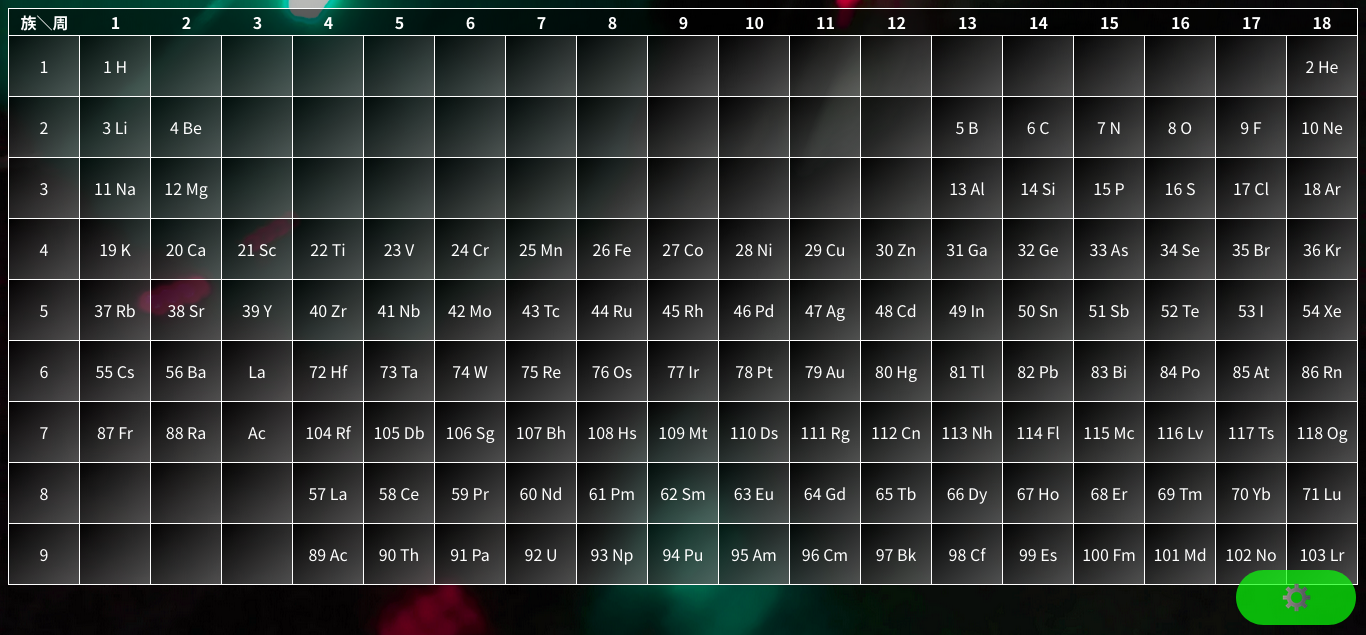 族＼周 1 2 3 4 5 6 7 8 9 10 11 12 13 14 15 16 17 18
1 1 H 2 He
2 3 Li 4 Be 5 B 6 C 7 N 8 O 9 F 10 Ne
3 11 Na 12 Mg 13 Al 14 Si 15 P 16 S 17 Cl 18 Ar
4 19 K 20 Ca 21 Sc 22 Ti 23 V 24 Cr 25 Mn 26 Fe 27 Co 28 Ni 29 Cu 30 Zn 31 Ga 32 Ge 33 As 34 Se 35 Br 36 Kr
5 37 Rb 38 Sr 39 Y 40 Zr 41 Nb 42 Mo 43 Tc 44 Ru 45 Rh 46 Pd 47 Ag 48 Cd 49 In 50 Sn 51 Sb 52 Te 53 I 54 Xe
6 55 Cs 56 Ba La 72 Hf 73 Ta 74 W 75 Re 76 Os 77 Ir 78 Pt 79 Au 80 Hg 81 Tl 82 Pb 83 Bi 84 Po 85 At 86 Rn
7 87 Fr 88 Ra Ac 104 Rf 105 Db 106 Sg 107 Bh 108 Hs 109 Mt 110 Ds 111 Rg 112 Cn 113 Nh 114 Fl 115 Mc 116 Lv 117 Ts 118 Og
8 57 La 58 Ce 59 Pr 60 Nd 61 Pm 62 Sm 63 Eu 64 Gd 65 Tb 66 Dy 67 Ho 68 Er 69 Tm 70 Yb 71 Lu
9 89 Ac 90 Th 91 Pa 92 U 93 Np 94 Pu 95 Am 96 Cm 97 Bk 98 Cf 99 Es 100 Fm 101 Md 102 No 103 Lr